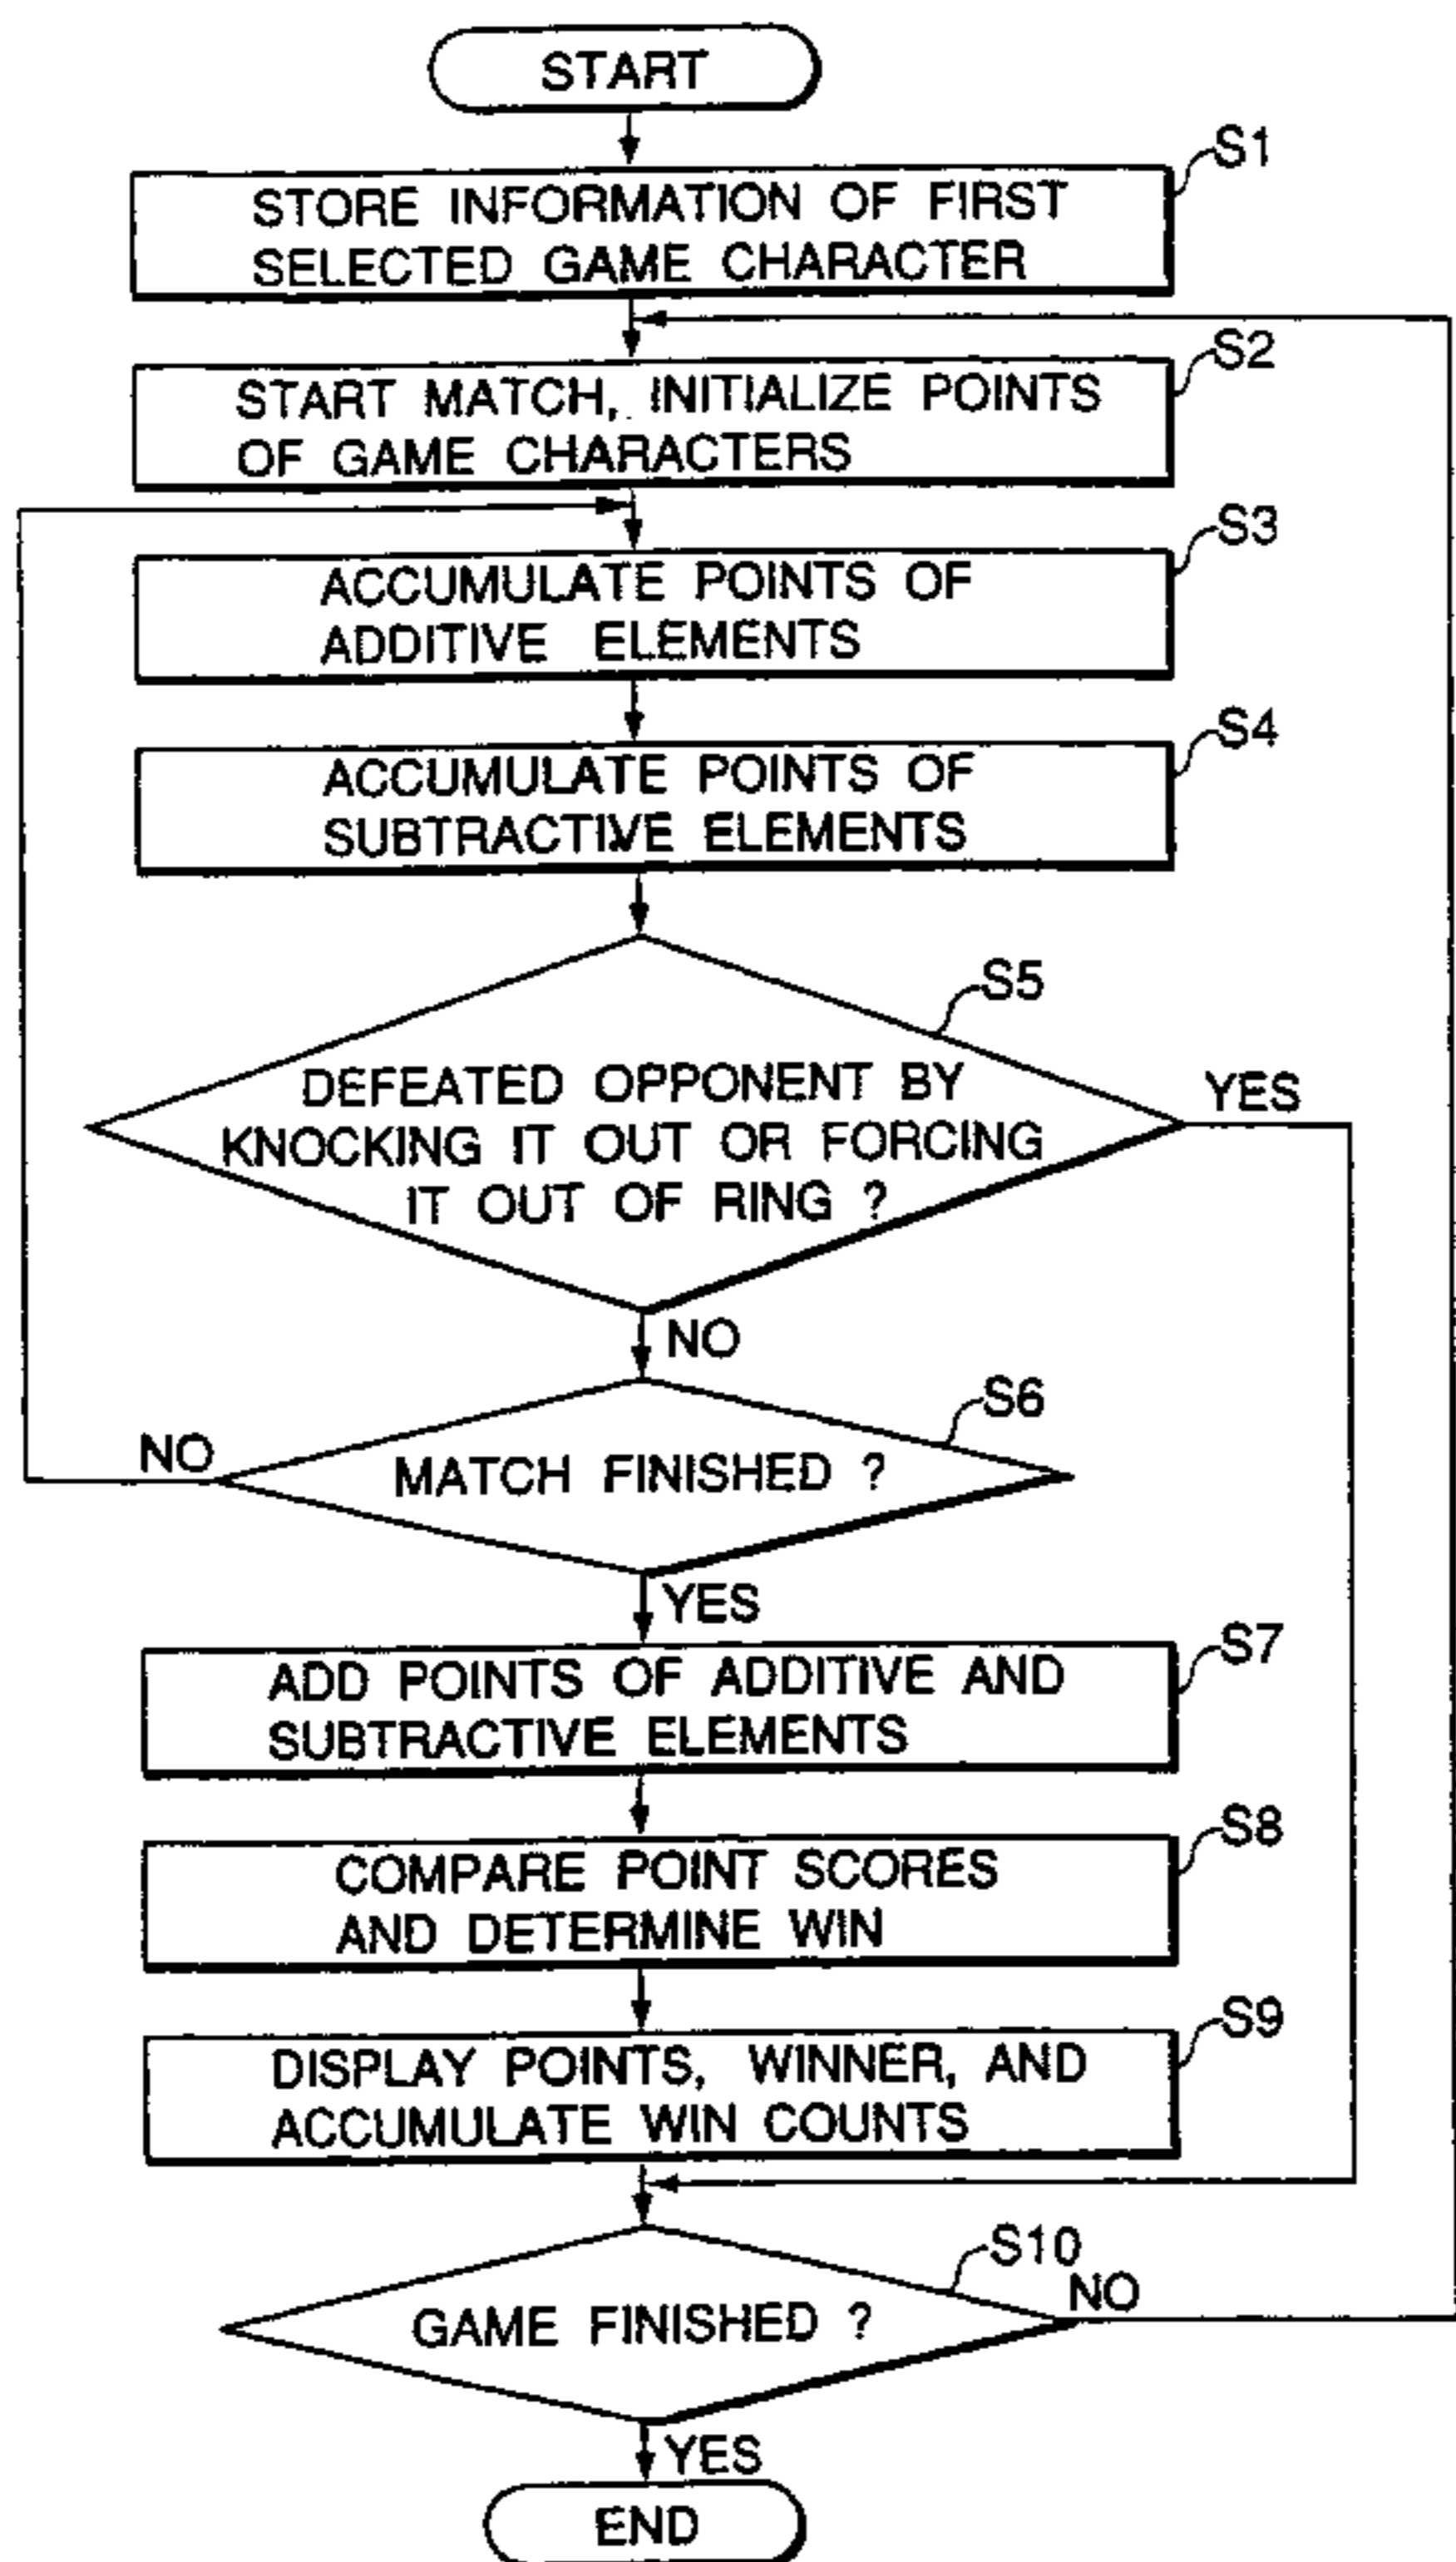 START
S1
STORE INFORMATION OF FIRST
SELECTED GAME CHARACTER
S2
START MATCH, INITIALIZE POINTS
OF GAME CHARACTERS
S3
ACCUMULATE POINTS OF
ADDITIVE ELEMENTS
S4
ACCUMULATE POINTS OF
SUBTRACTIVE ELEMENTS
S5
DEFEATED OPPONENT BY
KNOCKING IT OUT OR FORCING
IT OUT OF RING ?
YES
NO
S6
MATCH FINISHED ?
NO
YES
S7
ADD POINTS OF ADDITIVE AND
SUBTRACTIVE ELEMENTS
S8
COMPARE POINT SCORES
AND DETERMINE WIN
S9
DISPLAY POINTS, WINNER, AND
ACCUMULATE WIN COUNTS
S10
GAME FINISHED ?
NO
YES
END